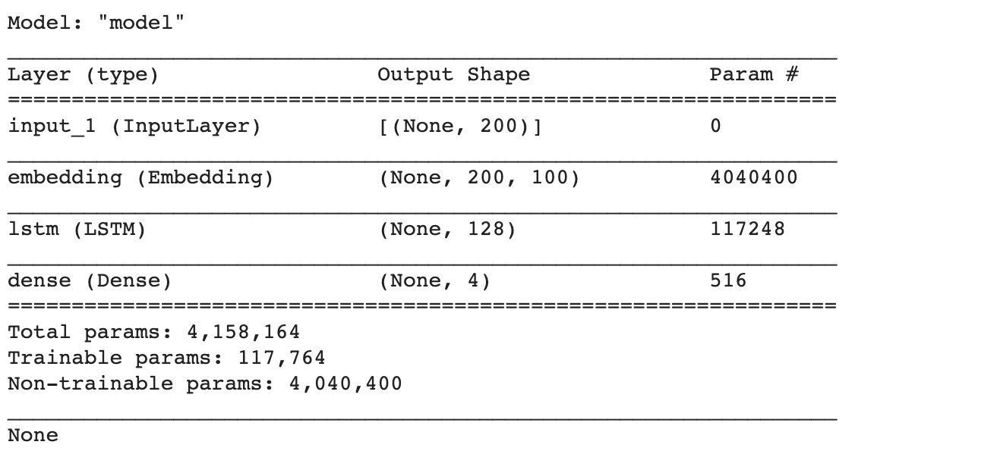 Model: "model"
_________________________________________________________________
Layer (type)                 Output Shape              Param #
=================================================================
input_1 (InputLayer)         [(None, 200)]             0
_________________________________________________________________
embedding (Embedding)        (None, 200, 100)          4040400
_________________________________________________________________
lstm (LSTM)                  (None, 128)               117248
_________________________________________________________________
dense (Dense)                (None, 4)                 516
=================================================================
Total params: 4,158,164
Trainable params: 117,764
Non-trainable params: 4,040,400
_________________________________________________________________
None